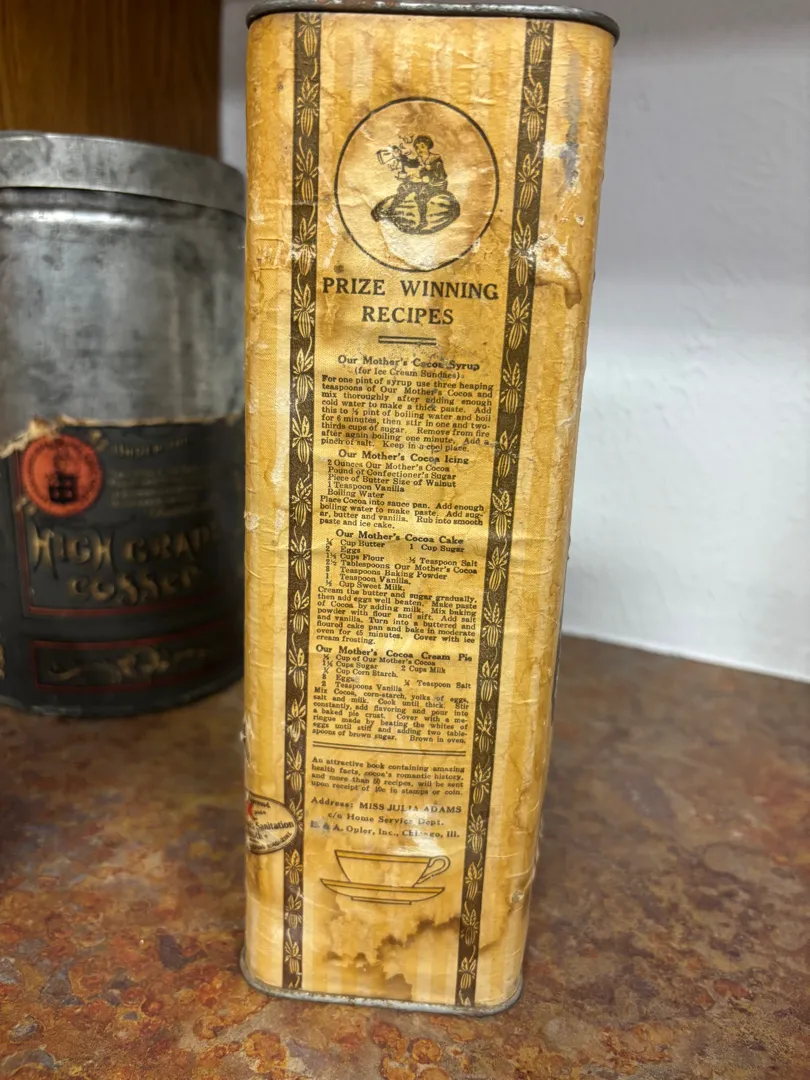 PRIZE WINNING
RECIPES
Our Mother's Cocoa Syrup
(for Ice Cream Sundaes)
For one pint of syrup use three heaping
teaspoons of Our Mother's Cocoa and
mix thoroughly after adding enough
cold water to make a thick paste. Add
this to ½ pint of boiling water and boil
for 6 minutes, then stir in one and two-
thirds cups of sugar. Remove from fire
after again boiling one minute. Add a
pinch of salt. Keep in a cool place.
Our Mother's Cocoa Icing
2 Ounces Our Mother's Cocoa
Pound of Confectioner's Sugar
Piece of Butter Size of Walnut
1 Teaspoon Vanilla
Boiling Water
Place Cocoa into sauce pan. Add enough
boiling water to make paste. Add sug-
ar, butter and vanilla. Rub into smooth
paste and ice cake.
Our Mother's Cocoa Cake
Cup Butter 1 Cup Sugar
Eggs
Cups Flour ½ Teaspoon Salt
2½ Tablespoons Our Mother's Cocoa
Teaspoons Baking Powder
1 Teaspoon Vanilla.
½ Cup Sweet Milk.
Cream the butter and sugar gradually,
then add eggs well beaten. Make paste
of Cocoa by adding milk. Mix baking
powder with flour and sift. Add salt
and vanilla. Turn into a buttered and
floured cake pan and bake in moderate
oven for 45 minutes. Cover with ice
cream frosting.
Our Mother's Cocoa Cream Pie
Cup of Our Mother's Cocoa
Cups Sugar 2 Cups Milk
Cup Corn Starch.
Eggs
2 Teaspoons Vanilla Teaspoon Salt
Mix Cocoa, corn-starch, yolks of eggs,
salt and milk. Cook until thick. Stir
constantly, add flavoring and pour into
a baked pie crust. Cover with a me-
ringue made by beating the whites of
eggs until stiff and adding two table-
spoons of brown sugar. Brown in oven.
An attractive book containing amazing
health facts, cocoa's romantic history,
and more than recipes, will be sent
upon receipt of 10c in stamps or coin.
Address: MISS JULIA ADAMS
c/o Home Service Dept.
E. & A. Opler, Inc., Chicago, Ill.
Sanitation
HIGH GRADE